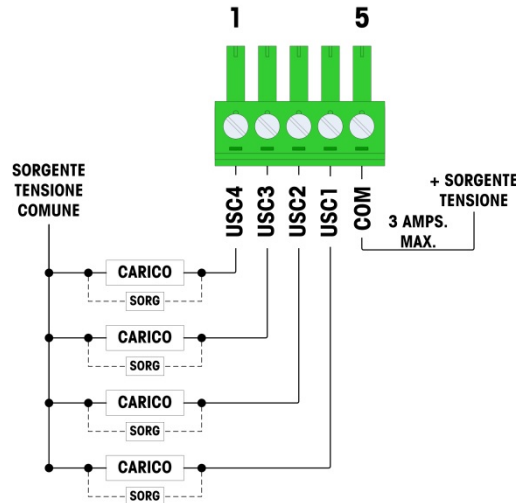 1
5
SORGENTE
TENSIONE
COMUNE
USC4
USC3
USC2
USC1
COM
+ SORGENTE
TENSIONE
3 AMPS.
MAX.
CARICO
SORG
CARICO
SORG
CARICO
SORG
CARICO
SORG